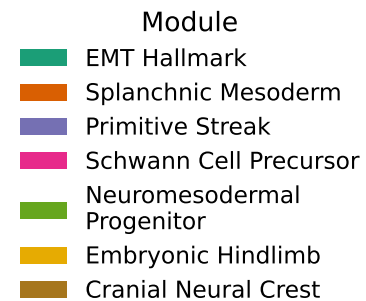 Module
EMT Hallmark
Splanchnic Mesoderm
Primitive Streak
Schwann Cell Precursor
Neuromesodermal
Progenitor
Embryonic Hindlimb
Cranial Neural Crest